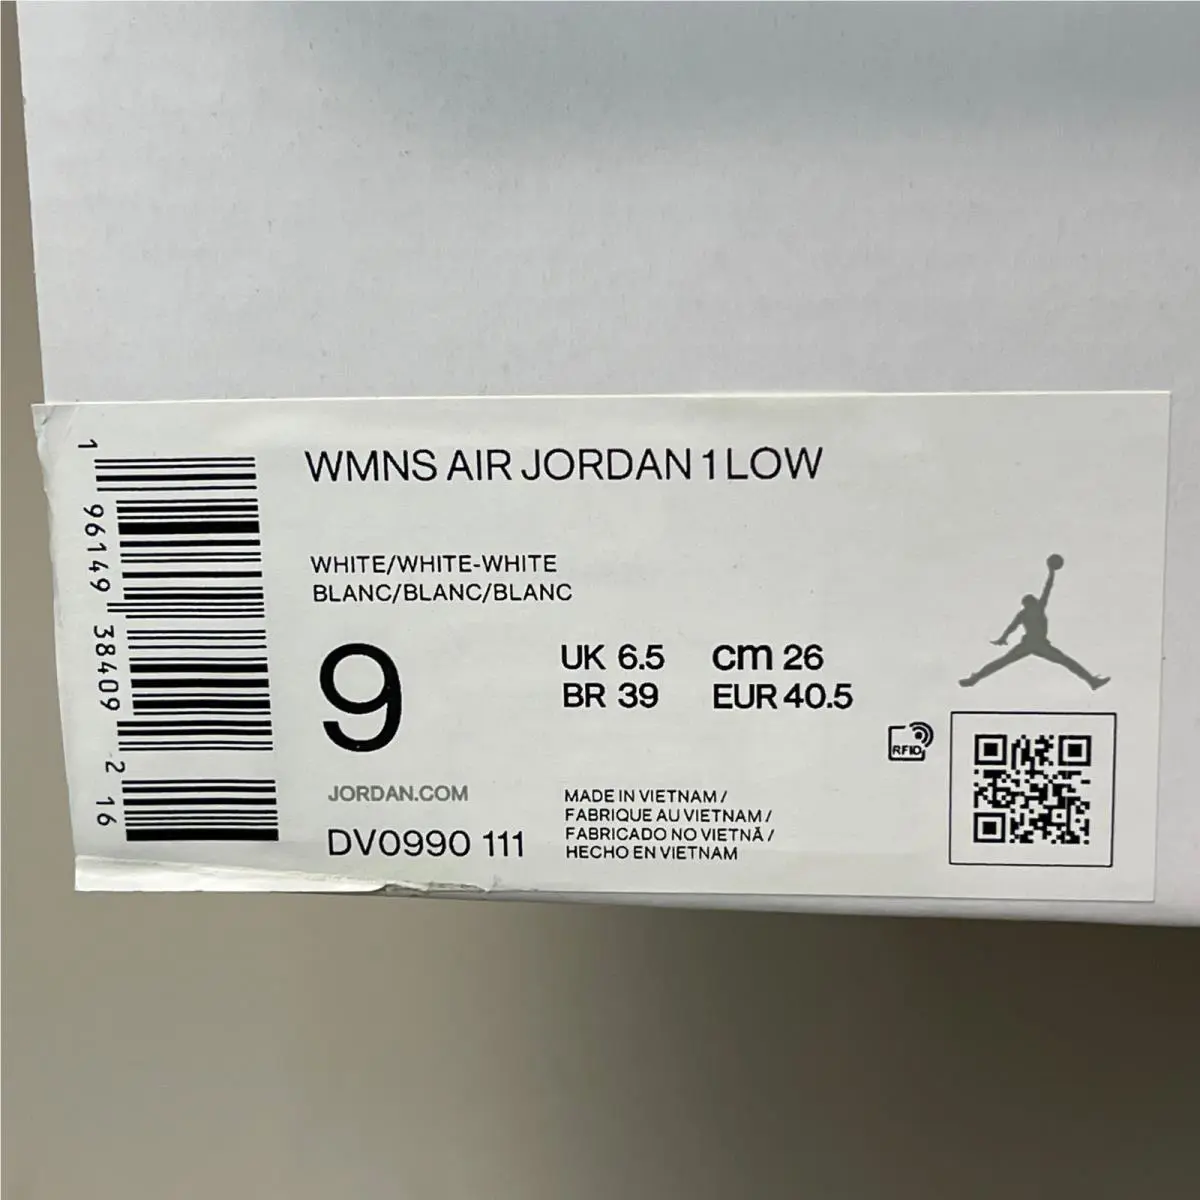 WMNS AIR JORDAN 1 LOW
WHITE/WHITE-WHITE
BLANC/BLANC/BLANC
9
UK 6.5 cm 26
BR 39 EUR 40.5
RFID
JORDAN.COM
DV0990 111
MADE IN VIETNAM /
FABRIQUE AU VIETNAM /
FABRICADO NO VIETNÃ /
HECHO EN VIETNAM
1 96149 38409 2 16